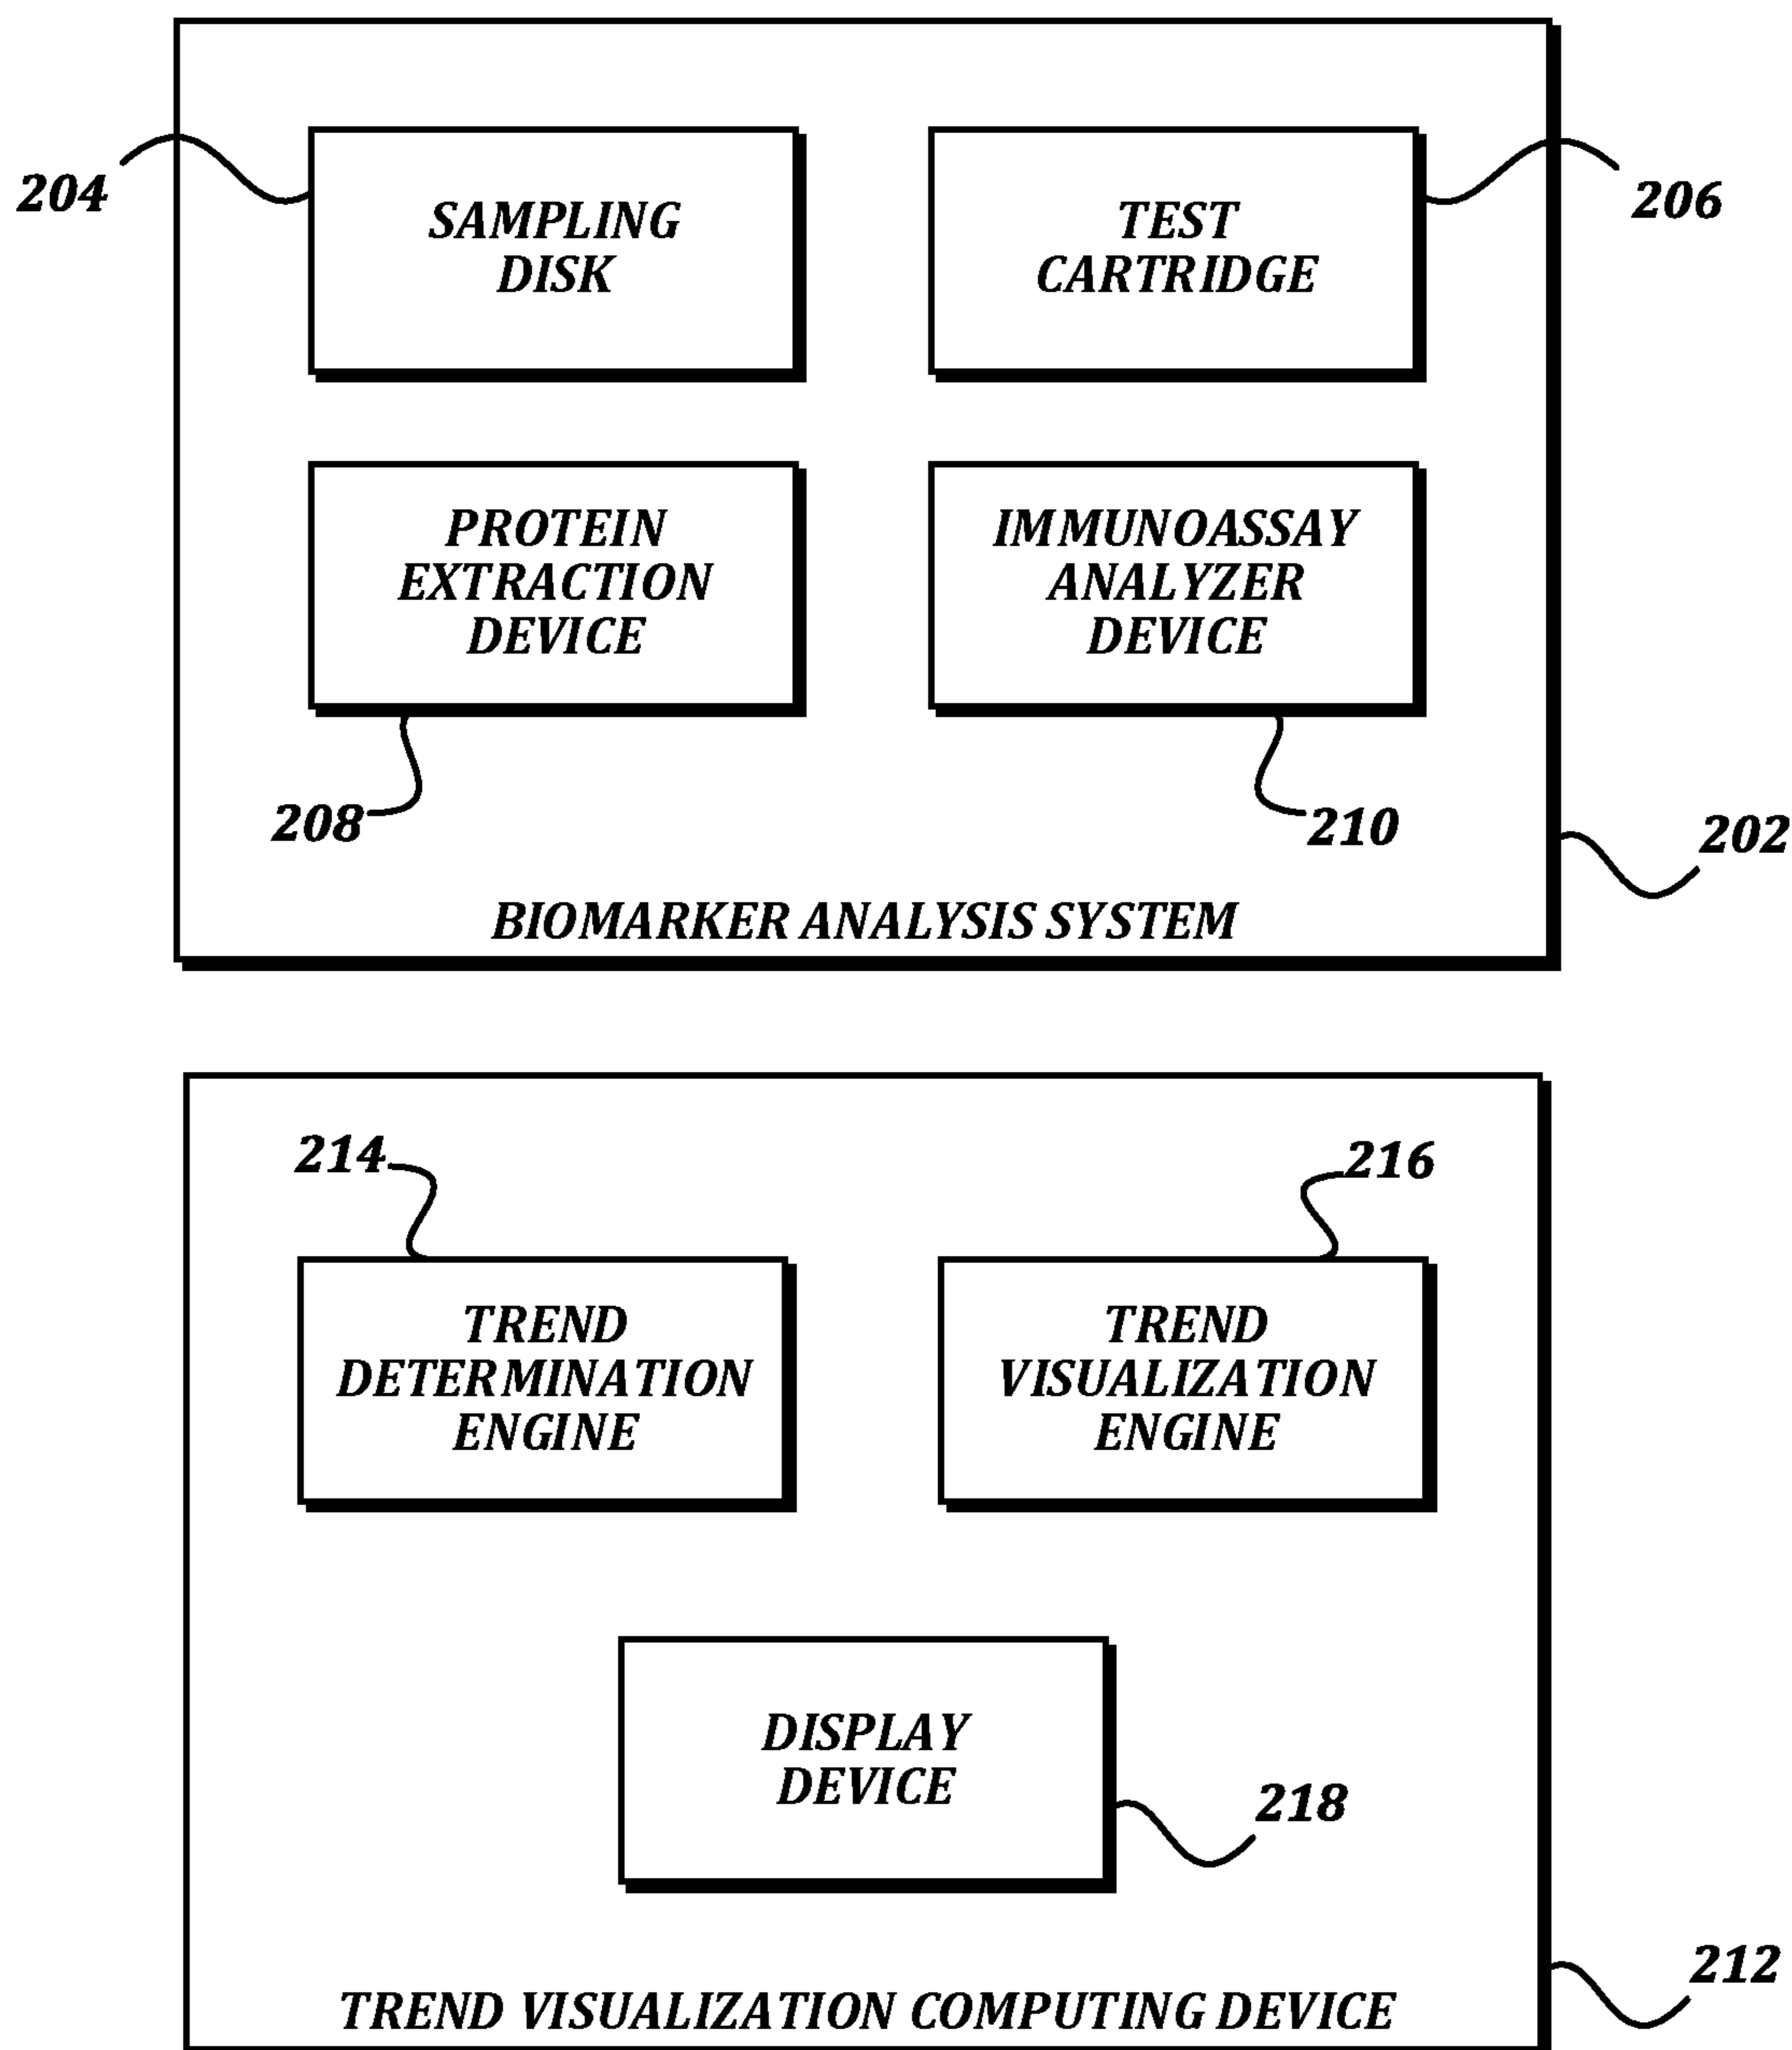 204
SAMPLING
DISK
TEST
CARTRIDGE
206
PROTEIN
EXTRACTION
DEVICE
IMMUNOASSAY
ANALYZER
DEVICE
208
210
202
BIOMARKER ANALYSIS SYSTEM
214
216
TREND
DETERMINATION
ENGINE
TREND
VISUALIZATION
ENGINE
DISPLAY
DEVICE
218
212
TREND VISUALIZATION COMPUTING DEVICE